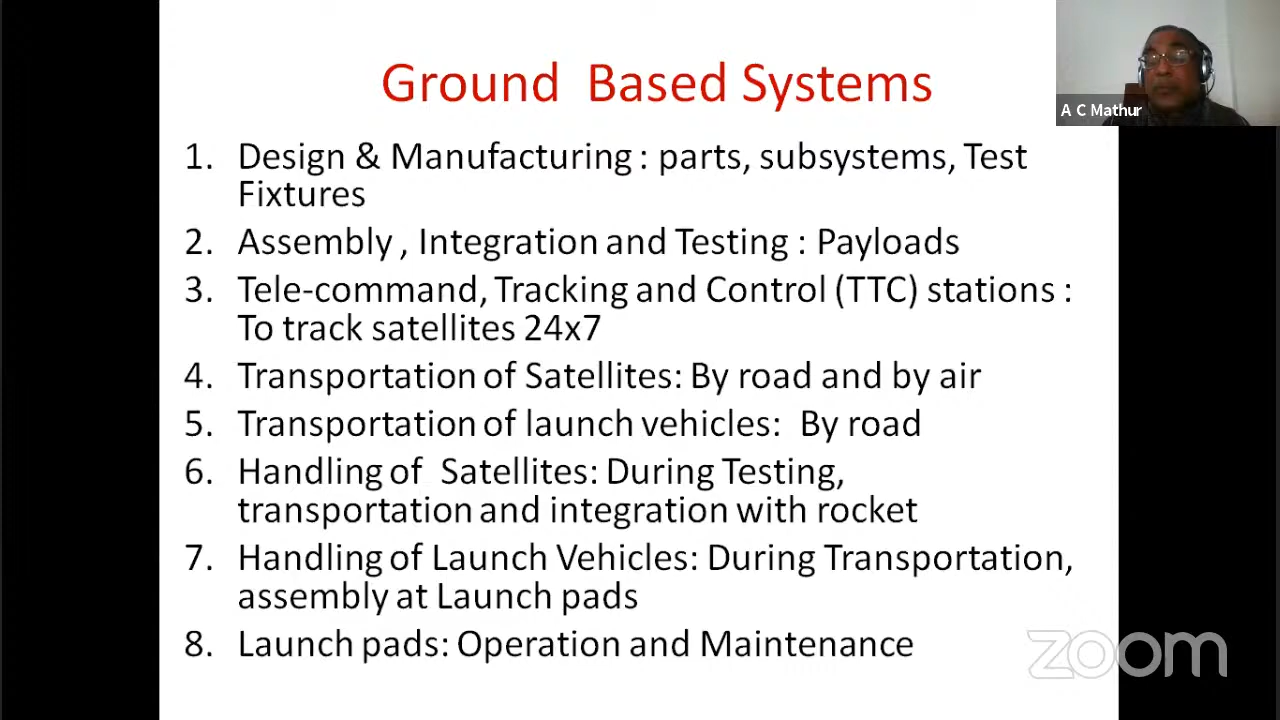 Ground Based Systems
A C Mathur
1. Design & Manufacturing : parts, subsystems, Test
Fixtures
2. Assembly , Integration and Testing : Payloads
3. Tele-command, Tracking and Control (TTC) stations :
To track satellites 24x7
4. Transportation of Satellites: By road and by air
5. Transportation of launch vehicles: By road
6. Handling of Satellites: During Testing,
transportation and integration with rocket
7. Handling of Launch Vehicles: During Transportation,
assembly at Launch pads
8. Launch pads: Operation and Maintenance
zoom